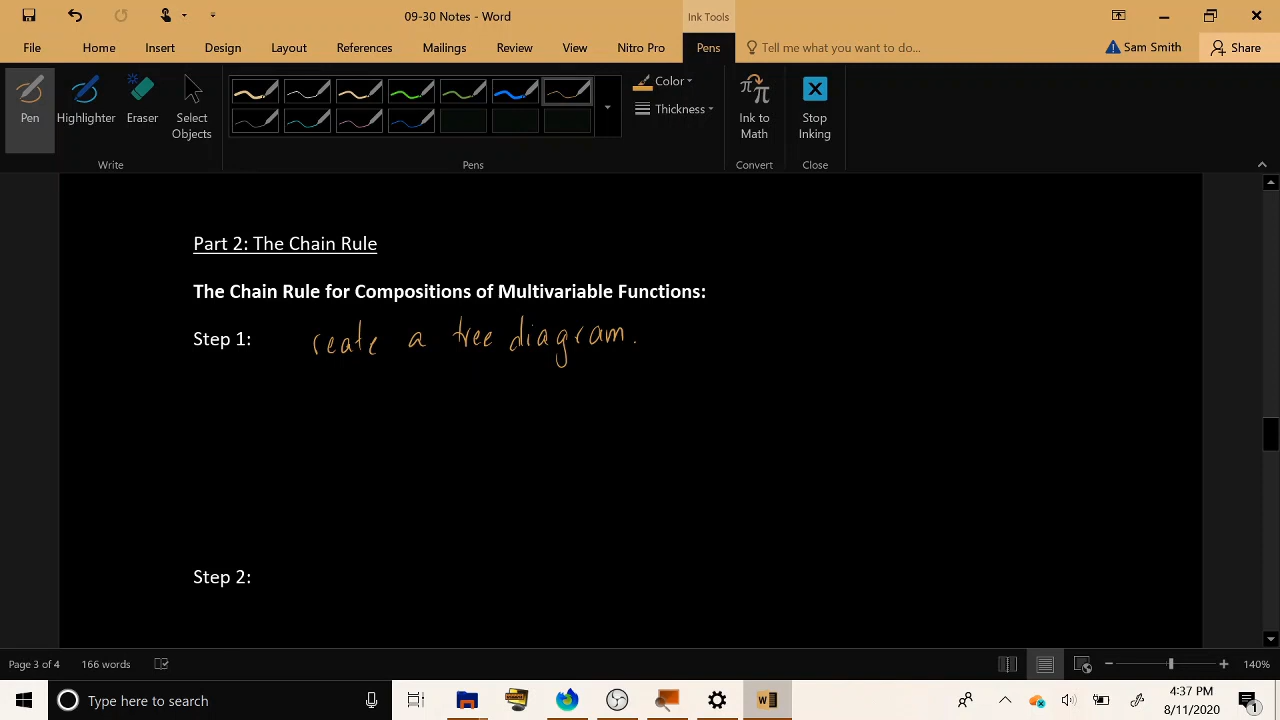 09-30 Notes - Word
Ink Tools
File Home Insert Design Layout References Mailings Review View Nitro Pro Pens Tell me what you want to do... Sam Smith Share
Pen Highlighter Eraser Select Objects
Color
Thickness
Ink to Math
Stop Inking
Write Pens Convert Close
Part 2: The Chain Rule
The Chain Rule for Compositions of Multivariable Functions:
Step 1: reate a tree diagram.
Step 2:
Page 3 of 4 166 words 140%
Type here to search
4:37 PM
8/11/2020
1